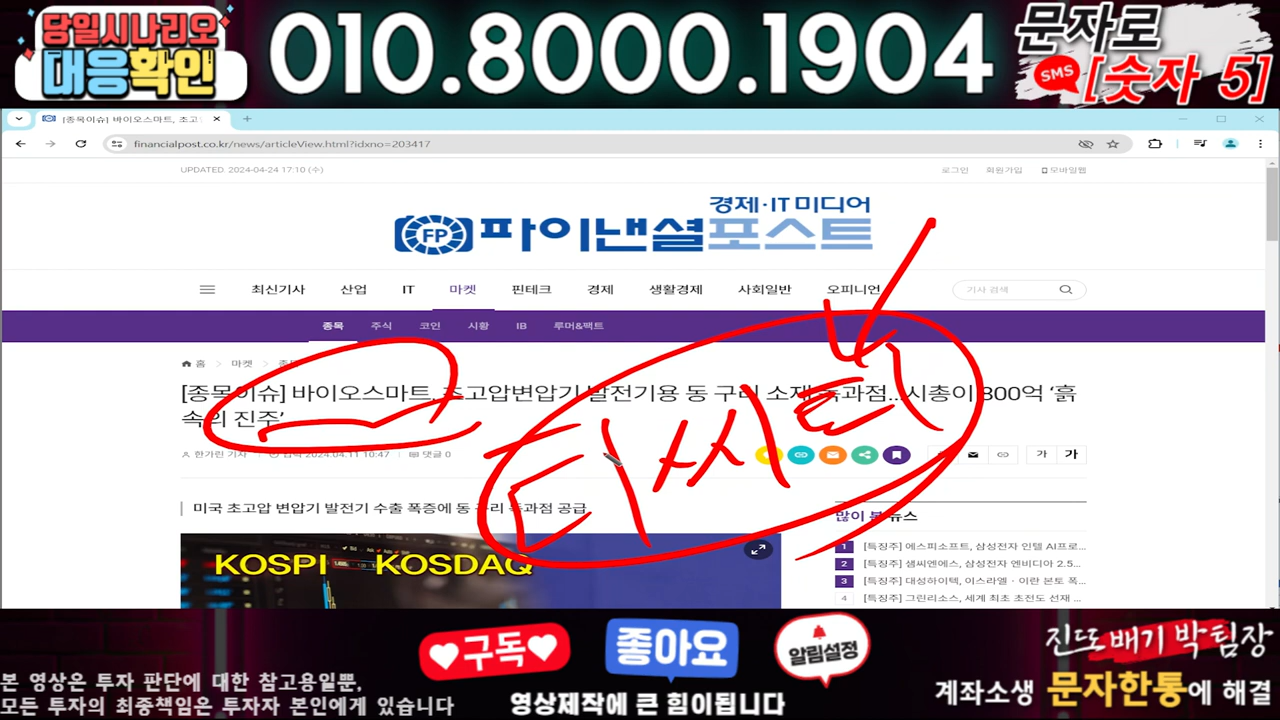 당일시나리오
대응확인
010.8000.1904
문자로
SMS
[숫자 5]
[종목이슈] 바이오스마트, 초고
financialpost.co.kr/news/articleView.html?idxno=203417
UPDATED. 2024-04-24 17:10 (수)
로그인 회원가입 모바일웹
경제·IT미디어
FP 파이낸셜포스트
최신기사 산업 IT 마켓 핀테크 경제 생활경제 사회일반 오피니언
기사 검색
종목 주식 코인 시황 IB 루머&팩트
홈 > 마켓 >
[종목이슈] 바이오스마트, 초고압변압기 발전기용 동 구리 소재 독과점...시총이 800억 ‘흙
속의 진주’
한가린 기자 입력 2024.04.11 10:47 댓글 0
가 가
타
미국 초고압 변압기 발전기 수출 폭증에 동 구리 독과점 공급
많이 본 뉴스
KOSPI KOSDAQ
1 [특징주] 에스피소프트, 삼성전자 인텔 AI프로...
2 [특징주] 샘씨엔에스, 삼성전자 엔비디아 2.5...
3 [특징주] 대성하이텍, 이스라엘·이란 본토 폭...
4 [특징주] 그린리소스, 세계 최초 초전도 선재 ...
구독
좋아요
알림설정
영상제작에 큰 힘이됩니다
본 영상은 투자 판단에 대한 참고용일뿐,
모든 투자의 최종책임은 투자자 본인에게 있습니다
진또배기 박팀장
계좌소생 문자한통에 해결